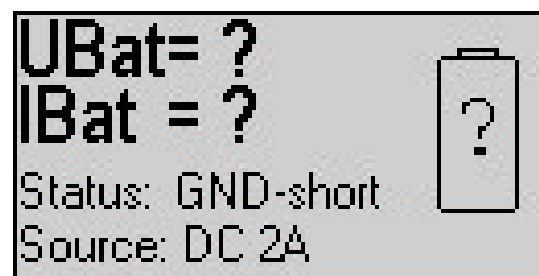 UBat= ?
IBat = ?
?
Status: GND-short
Source: DC 2A